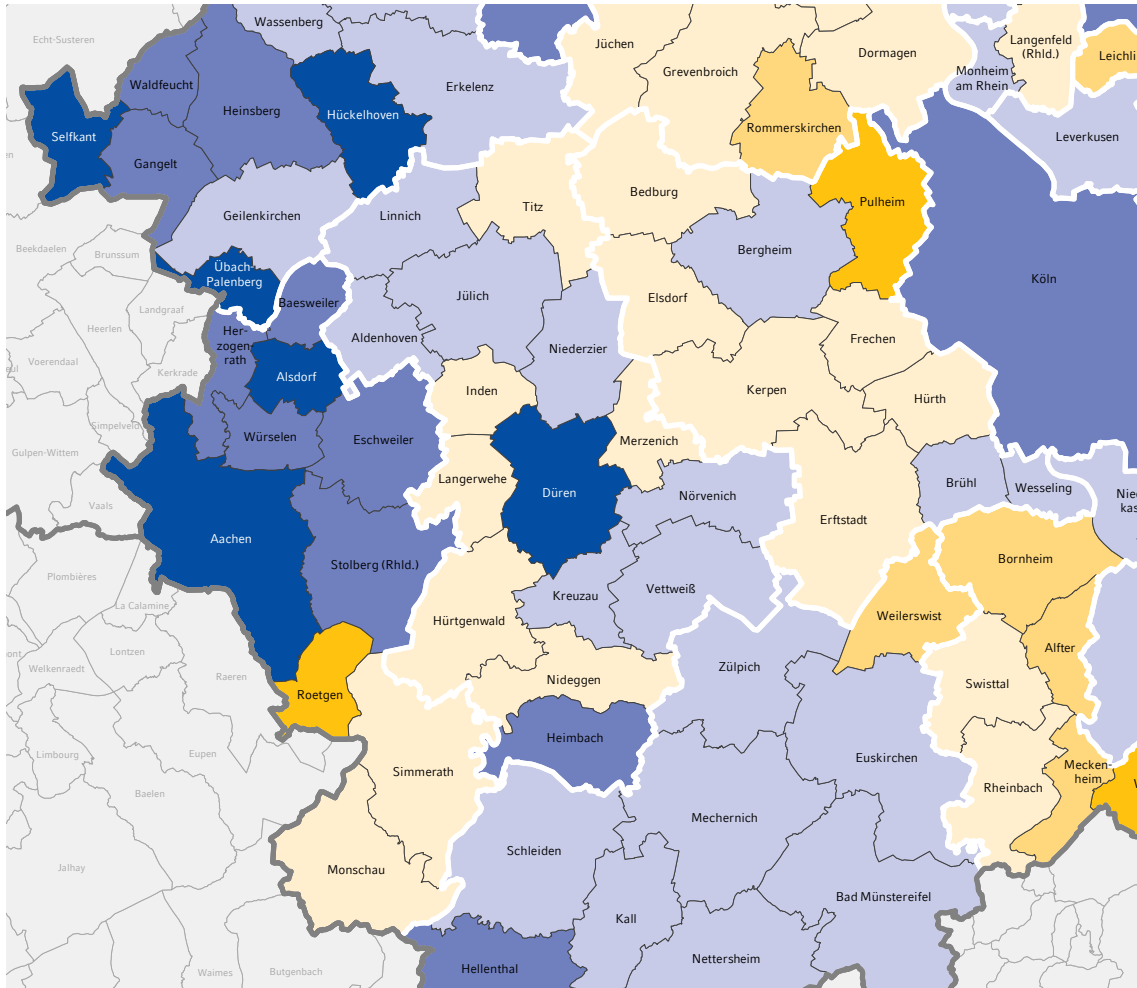 Wassenberg
Echt-Susteren
Jüchen
Dormagen
Langenfeld
(Rhld.)
Leichli
Grevenbroich
Monheim
am Rhein
Waldfeucht
Erkelenz
Heinsberg
Hückelhoven
Rommerskirchen
Selfkant
Leverkusen
Gangelt
Bedburg
Pulheim
Titz
Geilenkirchen
Linnich
Beekdaelen
Brunssum
Bergheim
Übach-
Palenberg
Köln
Jülich
Elsdorf
Baesweiler
Landgraaf
Heerlen
Her-
zogen-
rath
Aldenhoven
Frechen
Niederzier
Voerendaal
Kerkrade
Alsdorf
Inden
Kerpen
Hürth
Simpelveld
Würselen
Eschweiler
Merzenich
Gulpen-Wittem
Langerwehe
Brühl
Wesseling
Düren
Nörvenich
Nied
kas
Vaals
Erftstadt
Aachen
Bornheim
Stolberg (Rhld.)
Plombières
Vettweiß
Kreuzau
La Calamine
Weilerswist
Hürtgenwald
Alfter
Lontzen
Welkenraedt
Zülpich
Raeren
Nideggen
Swisttal
Roetgen
Heimbach
Limbourg
Eupen
Euskirchen
Simmerath
Mecken-
heim
Rheinbach
Baelen
Mechernich
Schleiden
Jalhay
Monschau
Bad Münstereifel
Kall
Nettersheim
Hellenthal
Waimes
Butgenbach